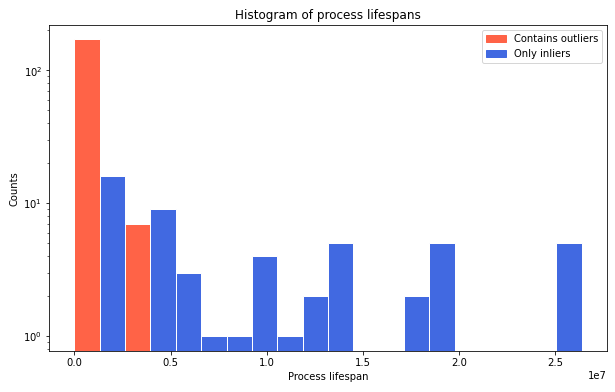 Histogram of process lifespans
Contains outliers
Only inliers
Counts
10²
10¹
10⁰
0.0 0.5 1.0 1.5 2.0 2.5
1e7
Process lifespan